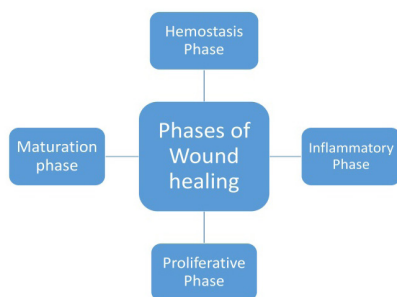 Hemostasis
Phase
Phases of
Wound
healing
Maturation
phase
Inflammatory
Phase
Proliferative
Phase